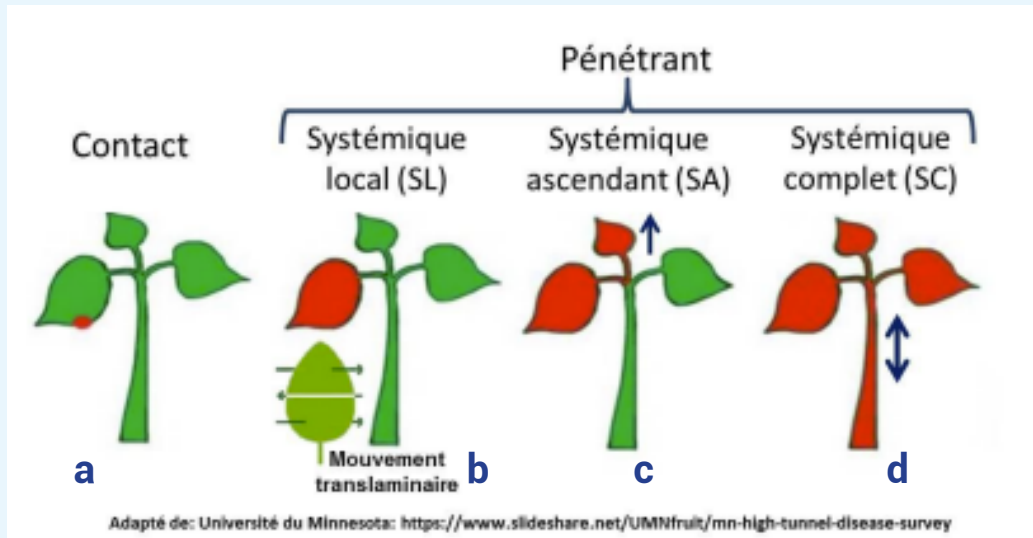 Pénétrant
Contact
Systémique
local (SL)
Systémique
ascendant (SA)
Systémique
complet (SC)
Mouvement
translaminaire
a
b
c
d
Adapté de: Université du Minnesota: https://www.slideshare.net/UMNfruit/mn-high-tunnel-disease-survey